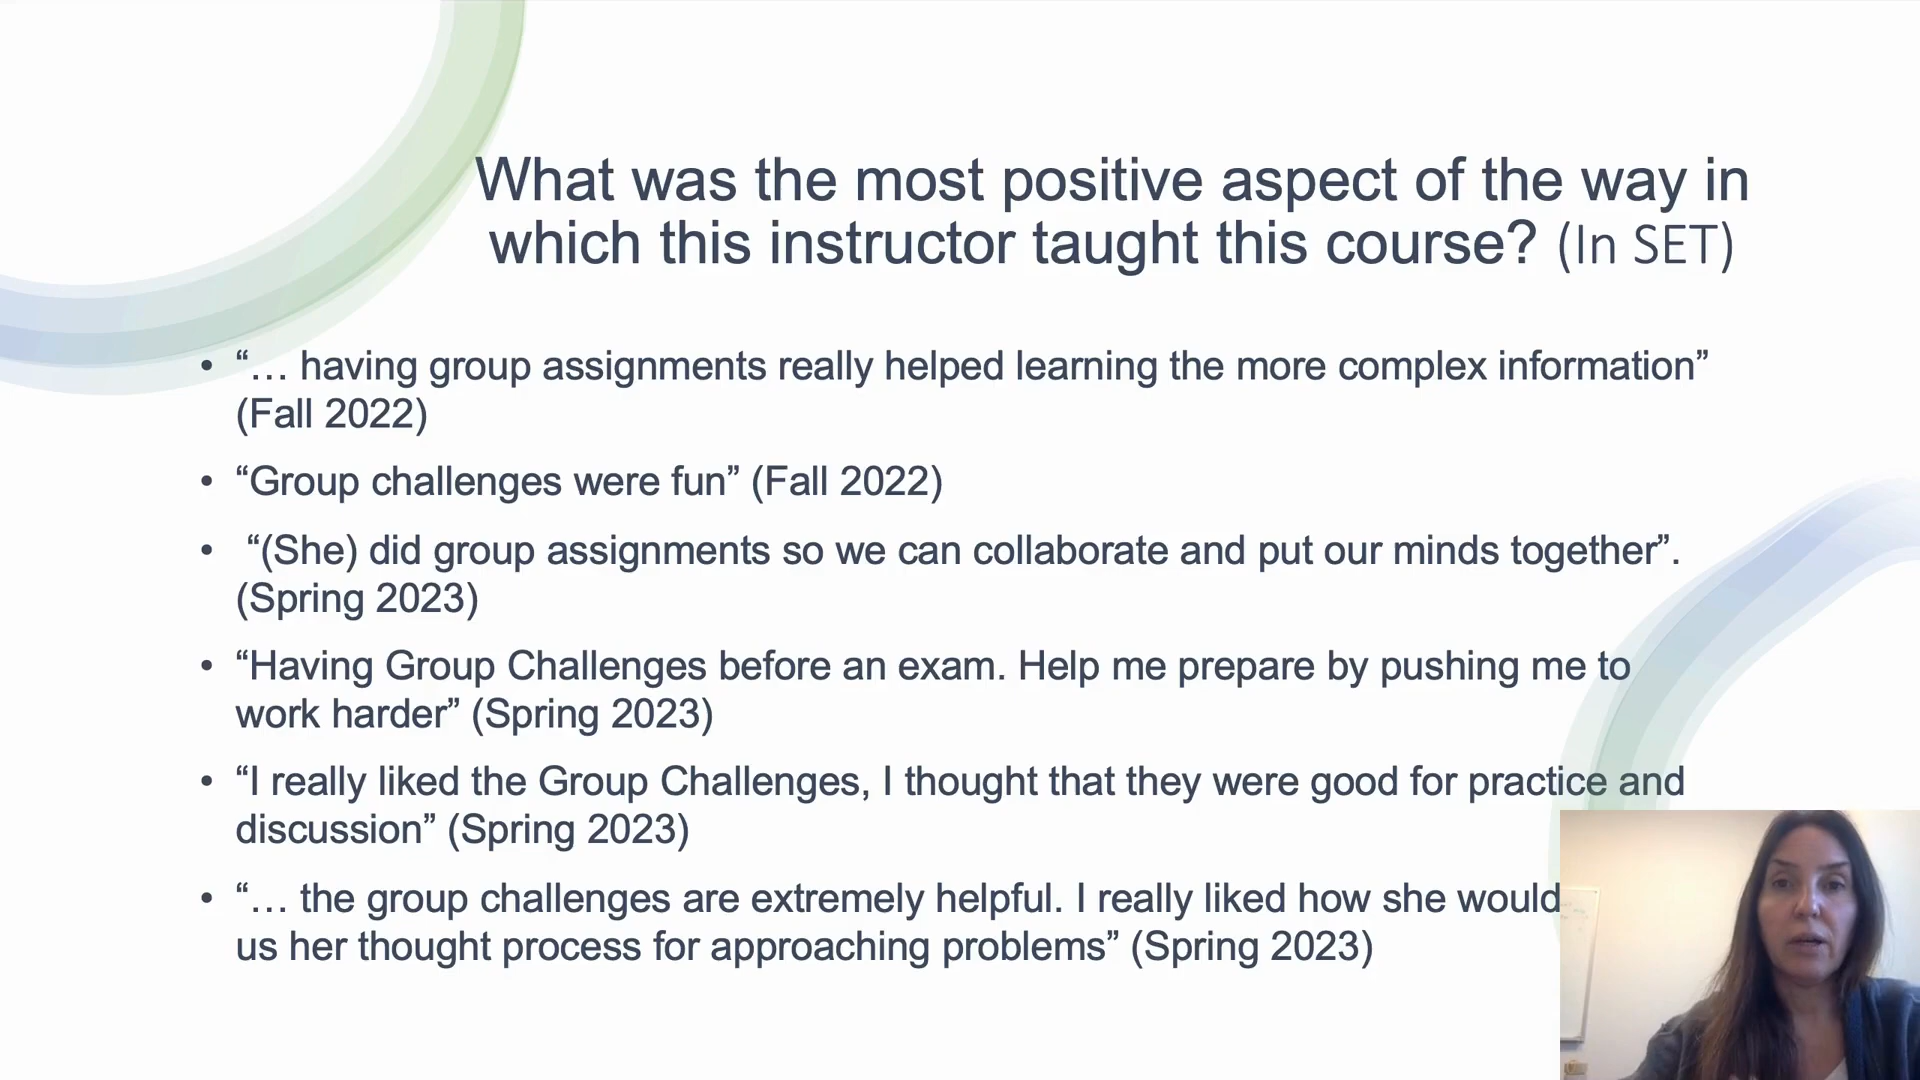 What was the most positive aspect of the way in
which this instructor taught this course? (In SET)
• “… having group assignments really helped learning the more complex information”
(Fall 2022)
• “Group challenges were fun” (Fall 2022)
• “(She) did group assignments so we can collaborate and put our minds together”.
(Spring 2023)
• “Having Group Challenges before an exam. Help me prepare by pushing me to
work harder” (Spring 2023)
• “I really liked the Group Challenges, I thought that they were good for practice and
discussion” (Spring 2023)
• “… the group challenges are extremely helpful. I really liked how she would
us her thought process for approaching problems” (Spring 2023)